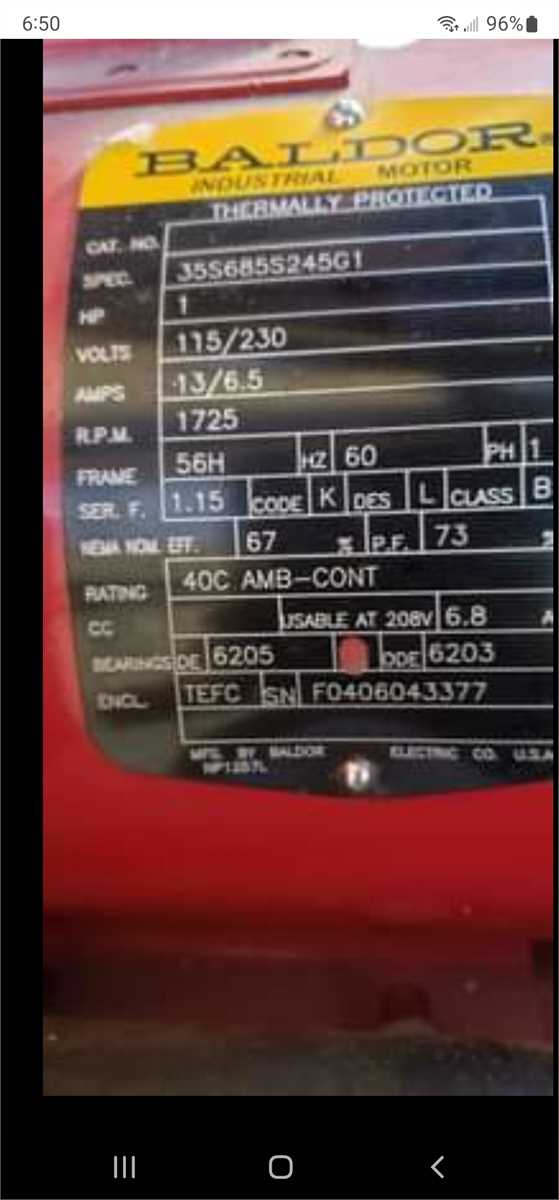 6:50 96%
BALDOR
INDUSTRIAL MOTOR
THERMALLY PROTECTED
CAT. NO.
SPEC. 35S685S245G1
HP 1
VOLTS 115/230
AMPS 13/6.5
R.P.M. 1725
FRAME 56H HZ 60 PH 1
SER. F. 1.15 CODE K DES L CLASS B
NEMA NOM. EFF. 67 % P.F. 73 %
RATING 40C AMB-CONT
CC USABLE AT 208V 6.8 A
BEARINGS DE 6205 ODE 6203
ENCL. TEFC SN F0406043377
MFG. BY BALDOR ELECTRIC CO. U.S.A
NP1257L